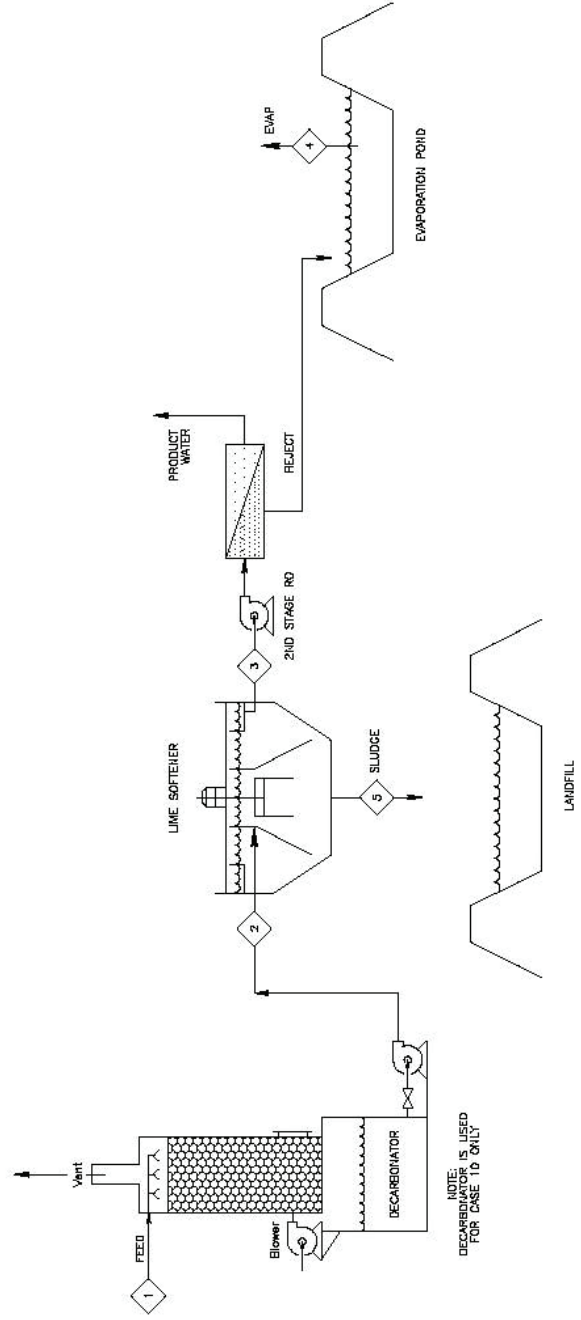 1
FEED
Vent
Blower
DECARBONATOR
NOTE:
DECARBONATOR IS USED
FOR CASE 1D ONLY
2
LIME SOFTENER
3
5
SLUDGE
LANDFILL
2ND STAGE RO
PRODUCT
WATER
REJECT
4
EVAP
EVAPORATION POND